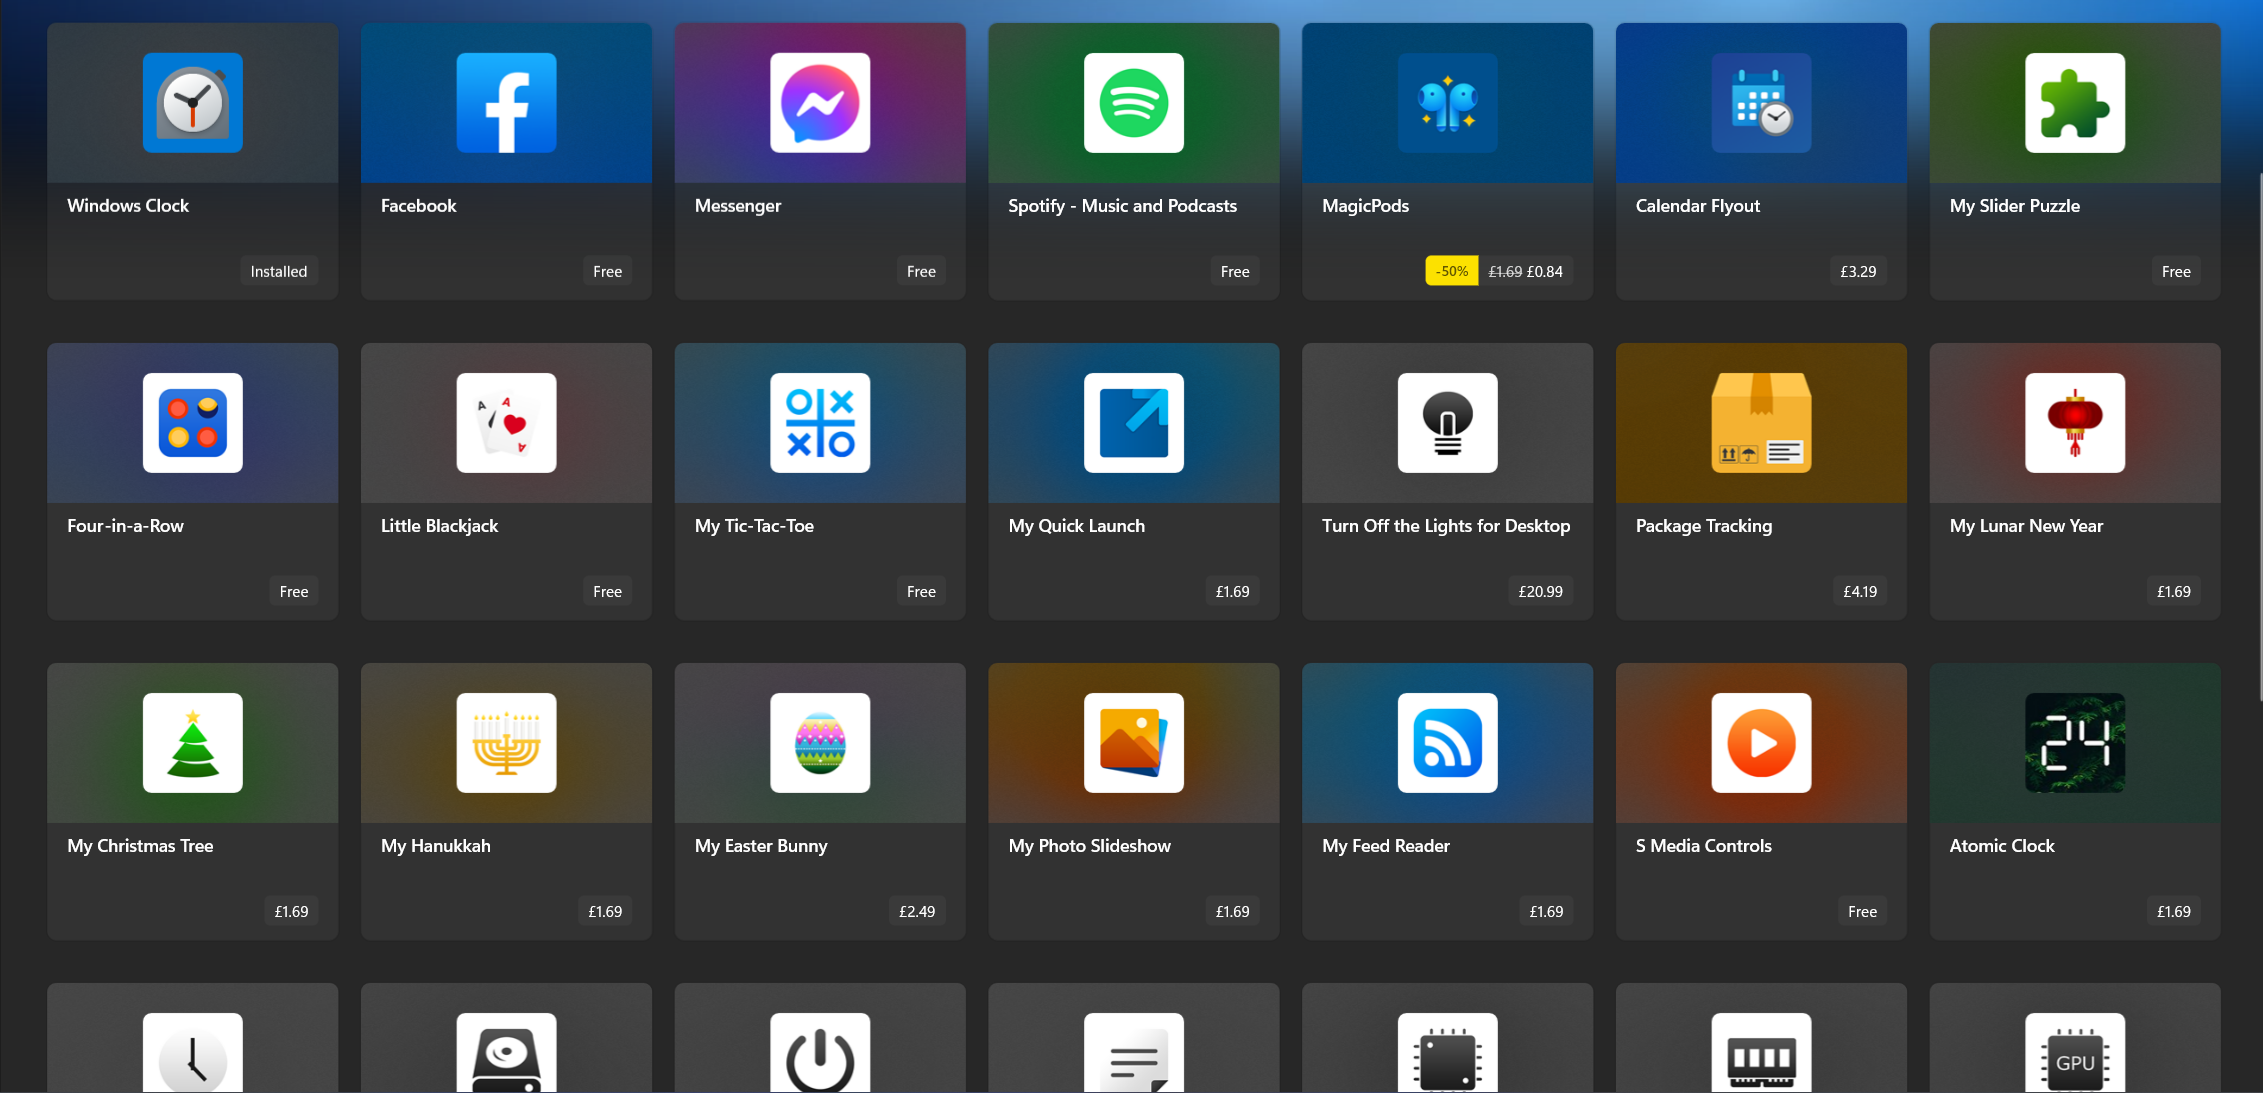 Windows Clock
Installed
Facebook
Free
Messenger
Free
Spotify - Music and Podcasts
Free
MagicPods
-50% £1.69 £0.84
Calendar Flyout
£3.29
My Slider Puzzle
Free
Four-in-a-Row
Free
A A A
Little Blackjack
Free
My Tic-Tac-Toe
Free
My Quick Launch
£1.69
Turn Off the Lights for Desktop
£20.99
Package Tracking
£4.19
My Lunar New Year
£1.69
My Christmas Tree
£1.69
My Hanukkah
£1.69
My Easter Bunny
£2.49
My Photo Slideshow
£1.69
My Feed Reader
£1.69
S Media Controls
Free
24
Atomic Clock
£1.69
GPU